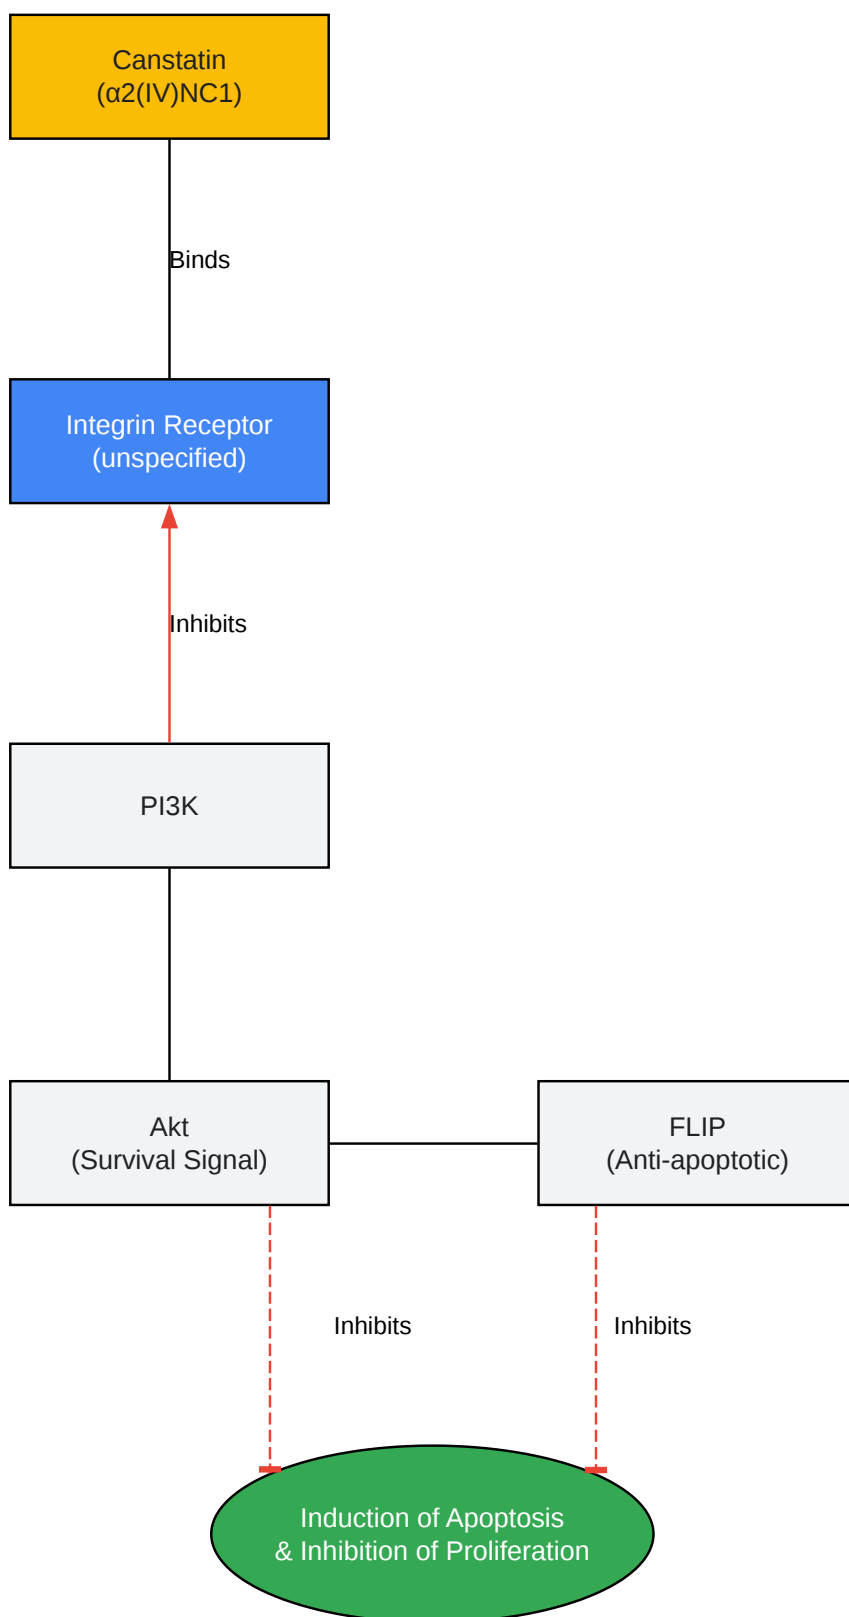 Canstatin
(α2(IV)NC1)
Binds
Integrin Receptor
(unspecified)
Inhibits
PI3K
Akt
(Survival Signal)
FLIP
(Anti-apoptotic)
Inhibits
Inhibits
Induction of Apoptosis
& Inhibition of Proliferation